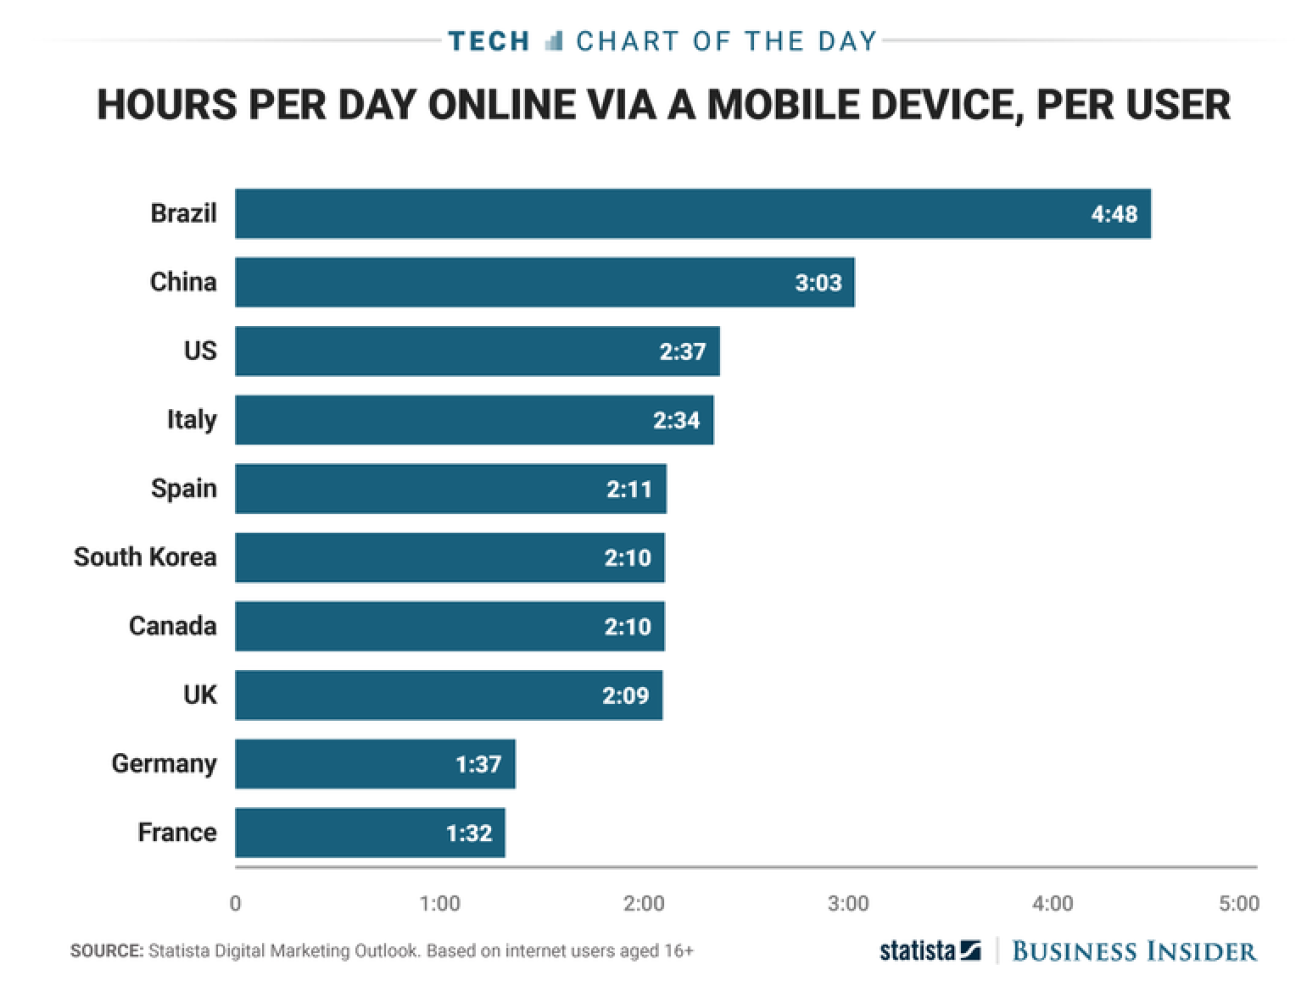 TECH CHART OF THE DAY
HOURS PER DAY ONLINE VIA A MOBILE DEVICE, PER USER
Brazil 4:48
China 3:03
US 2:37
Italy 2:34
Spain 2:11
South Korea 2:10
Canada 2:10
UK 2:09
Germany 1:37
France 1:32
0 1:00 2:00 3:00 4:00 5:00
SOURCE: Statista Digital Marketing Outlook. Based on internet users aged 16+ statista BUSINESS INSIDER